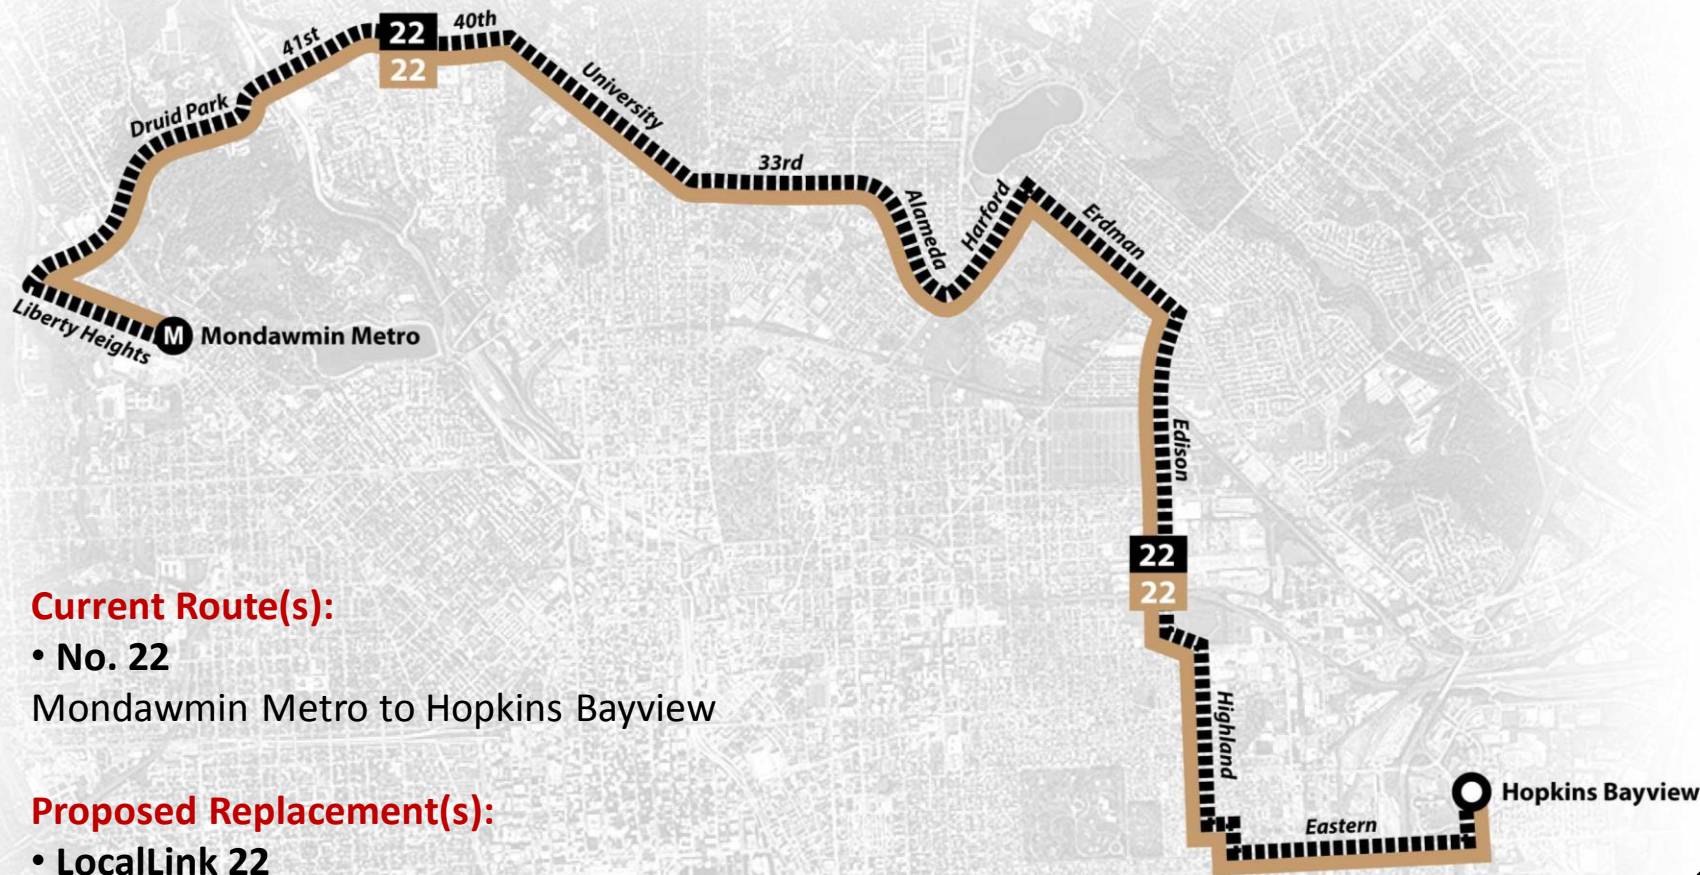 40th
22
22
41st
University
Druid Park
33rd
Alameda
Harford
Erdman
Liberty Heights
M Mondawmin Metro
Edison
22
22
Current Route(s):
• No. 22
Mondawmin Metro to Hopkins Bayview
Highland
Hopkins Bayview
Proposed Replacement(s):
Eastern
• LocalLink 22